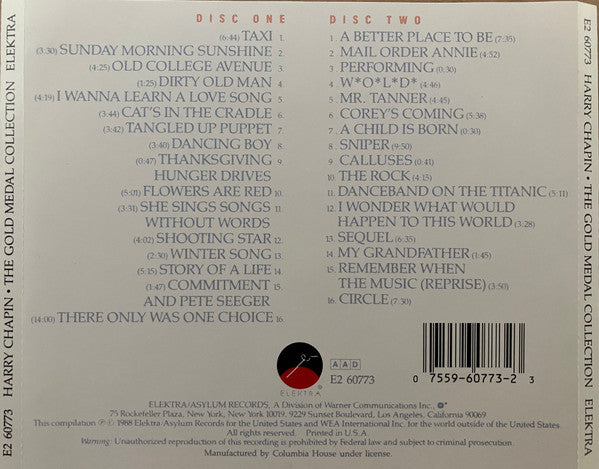 DISC ONE
(6:44) TAXI 1.
(3:30) SUNDAY MORNING SUNSHINE 2.
(4:25) OLD COLLEGE AVENUE 3.
(1:25) DIRTY OLD MAN 4.
(4:19) I WANNA LEARN A LOVE SONG 5.
(3:44) CAT'S IN THE CRADLE 6.
(3:42) TANGLED UP PUPPET 7.
(3:40) DANCING BOY 8.
(0:47) THANKSGIVING 9.
HUNGER DRIVES
(5:01) FLOWERS ARE RED 10.
(3:31) SHE SINGS SONGS 11.
WITHOUT WORDS
(4:02) SHOOTING STAR 12.
(2:30) WINTER SONG 13.
(5:15) STORY OF A LIFE 14.
(1:47) COMMITMENT 15.
AND PETE SEEGER
(14:00) THERE ONLY WAS ONE CHOICE 16.
DISC TWO
1. A BETTER PLACE TO BE (7:35)
2. MAIL ORDER ANNIE (4:52)
3. PERFORMING (0:30)
4. W*O*L*D* (4:46)
5. MR. TANNER (4:45)
6. COREY'S COMING (5:38)
7. A CHILD IS BORN (0:30)
8. SNIPER (9:50)
9. CALLUSES (0:41)
10. THE ROCK (4:15)
11. DANCEBAND ON THE TITANIC (5:11)
12. I WONDER WHAT WOULD
HAPPEN TO THIS WORLD (3:28)
13. SEQUEL (6:35)
14. MY GRANDFATHER (1:45)
15. REMEMBER WHEN
THE MUSIC (REPRISE) (3:50)
16. CIRCLE (7:30)
ELEKTRA®
AAD
E2 60773
0 7559-60773-2 3
ELEKTRA/ASYLUM RECORDS, A Division of Warner Communications Inc.,
75 Rockefeller Plaza, New York, New York 10019. 9229 Sunset Boulevard, Los Angeles, California 90069
This compilation ℗© 1988 Elektra/Asylum Records for the United States and WEA International Inc. for the world outside of the United States.
All rights reserved. Printed in U.S.A.
Warning: Unauthorized reproduction of this recording is prohibited by Federal law and subject to criminal prosecution.
Manufactured by Columbia House under license.
E2 60773 HARRY CHAPIN • THE GOLD MEDAL COLLECTION ELEKTRA
E2 60773 HARRY CHAPIN • THE GOLD MEDAL COLLECTION ELEKTRA